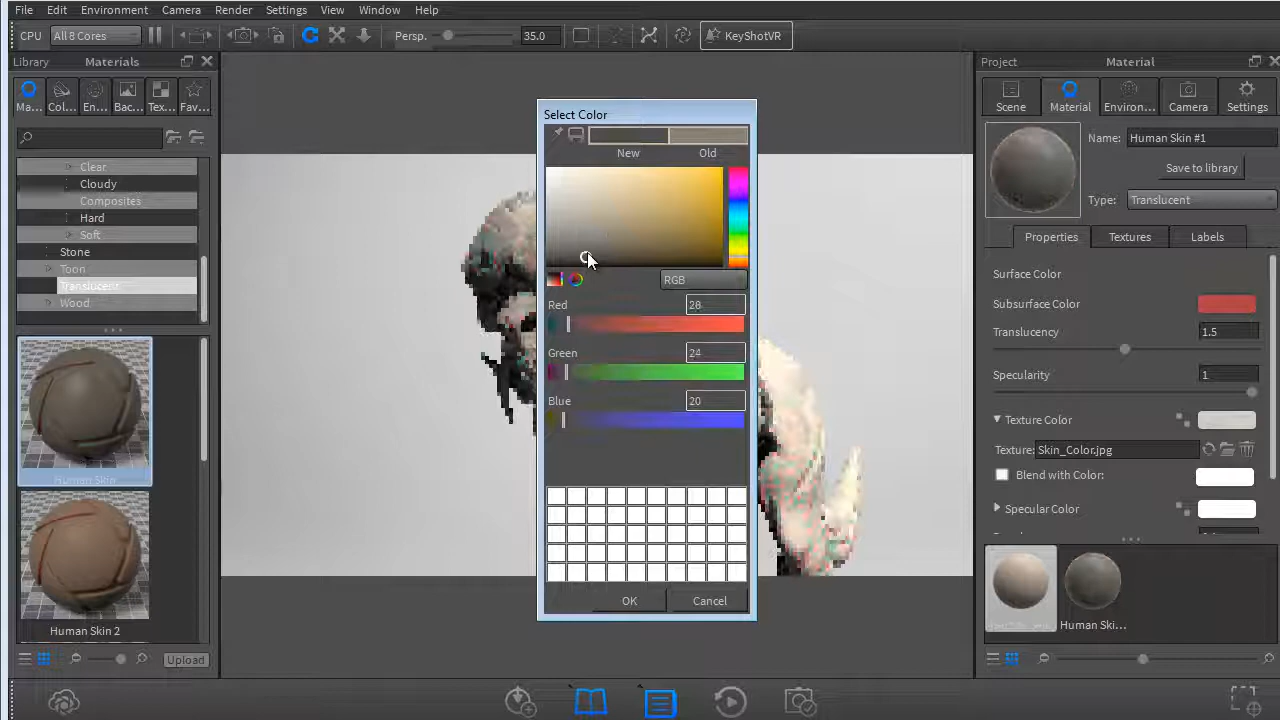 File Edit Environment Camera Render Settings View Window Help
CPU All 8 Cores Persp. 35.0 KeyShotVR
Library Materials
Ma... Col... En... Bac... Tex... Fav...
Clear
Cloudy
Composites
Hard
Soft
Stone
Toon
Translucent
Wood
Human Skin
Human Skin 2
Upload
Select Color
New Old
RGB
Red 28
Green 24
Blue 20
OK Cancel
Project Material
Scene Material Environ... Camera Settings
Name: Human Skin #1
Save to library
Type: Translucent
Properties Textures Labels
Surface Color
Subsurface Color
Translucency 1.5
Specularity 1
Texture Color
Texture: Skin_Color.jpg
Blend with Color:
Specular Color
Human Ski...